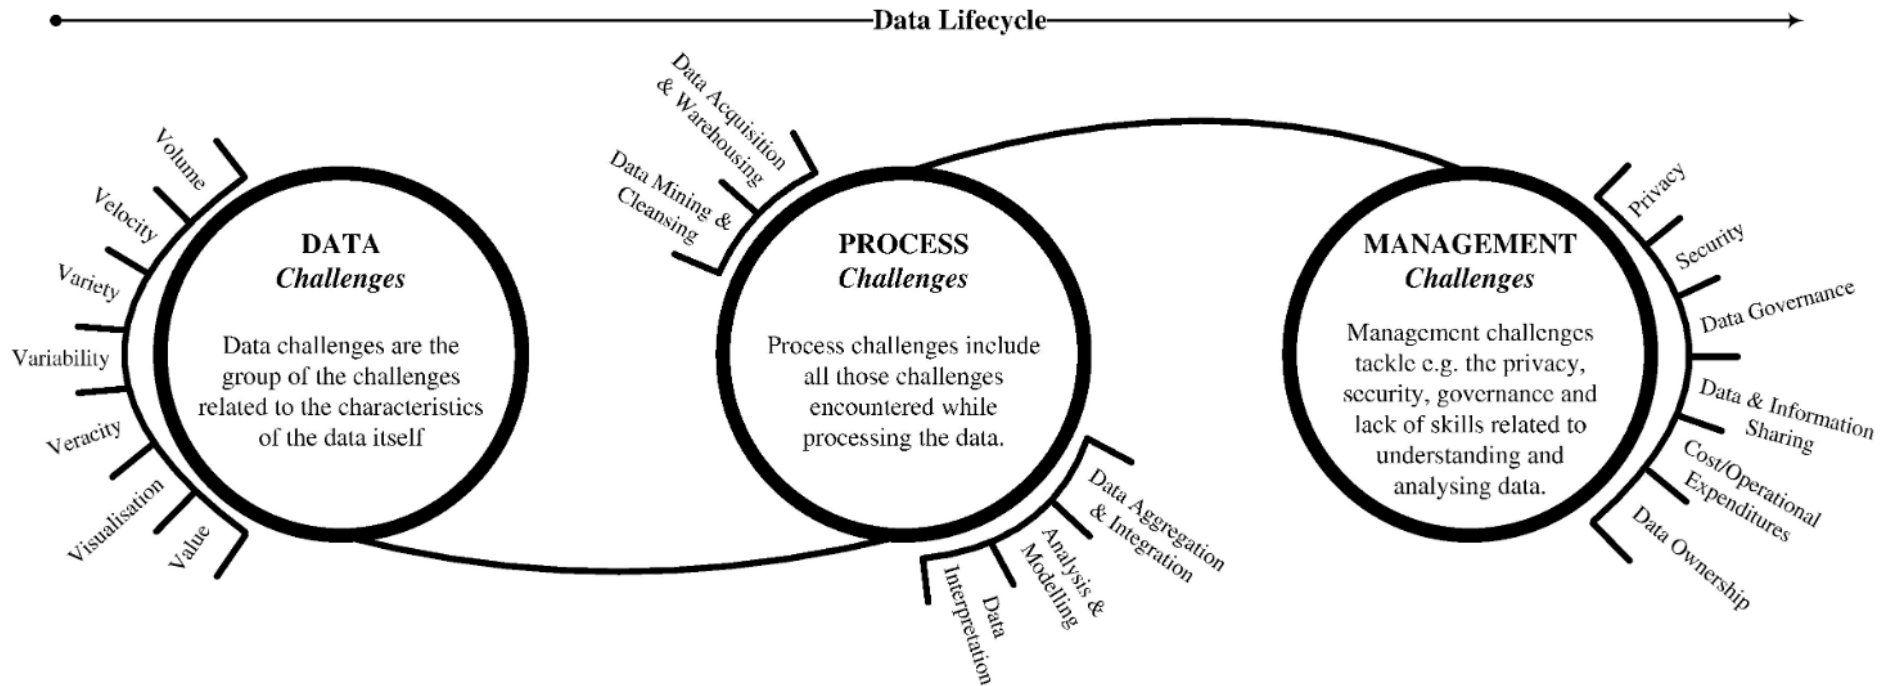 Data Lifecycle
Volume
Velocity
Variety
Variability
Veracity
Visualisation
Value
DATA
Challenges
Data challenges are the
group of the challenges
related to the characteristics
of the data itself
Data Acquisition
& Warehousing
Data Mining &
Cleansing
PROCESS
Challenges
Process challenges include
all those challenges
encountered while
processing the data.
Data Aggregation
& Integration
Analysis &
Modelling
Data
Interpretation
MANAGEMENT
Challenges
Management challenges
tackle e.g. the privacy,
security, governance and
lack of skills related to
understanding and
analysing data.
Privacy
Security
Data Governance
Data & Information
Sharing
Cost/Operational
Expenditures
Data Ownership